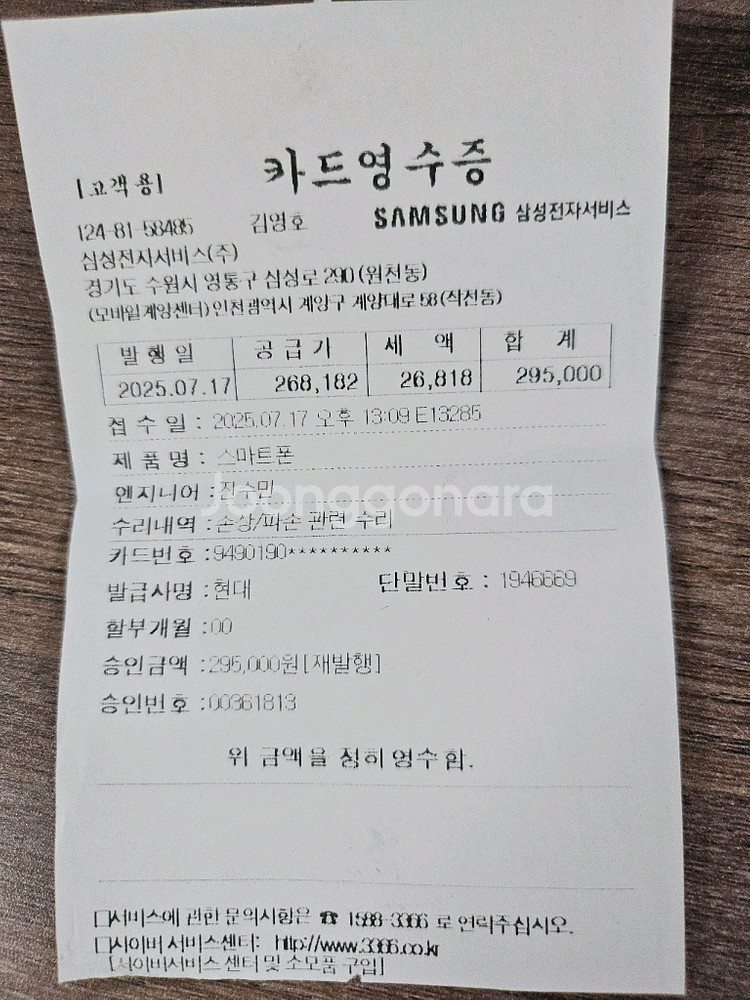 [고객용] 카드영수증
124-81-58485 김영호 SAMSUNG 삼성전자서비스
삼성전자서비스(주)
경기도 수원시 영통구 삼성로 290 (원천동)
(모바일계양센터) 인천광역시 계양구 계양대로 58 (작전동)
발행일 공급가 세 액 합 계
2025.07.17 268,182 26,818 295,000
접 수 일 : 2025.07.17 오후 13:09 E13285
제 품 명 : 스마트폰
엔지니어 :
수리내역 : 손상/파손 관련 수리
Joonggonara
카드번호 :9490190**********
발급사명 :현대 단말번호 : 1946669
할부개월 :00
승인금액 :295,000원[재발행]
승인번호 :00361813
위 금액을 정히 영수함.
□서비스에 관한 문의사항은 ☎ 1588-3366 로 연락주십시오.
□사이버 서비스센터: http://www.3366.co.kr
[사이버서비스 센터 및 소모품 구입]